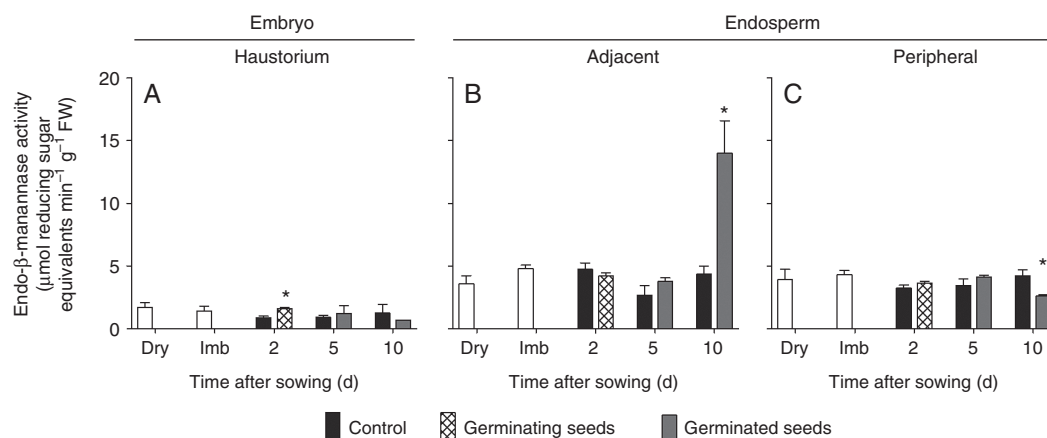 Embryo
Endosperm
Haustorium
Adjacent
Peripheral
Endo-β-manannase activity
(μmol reducing sugar
equivalents min⁻¹ g⁻¹ FW)
20
15
10
5
0
A
*
B
*
C
*
Dry Imb 2 5 10
Dry Imb 2 5 10
Dry Imb 2 5 10
Time after sowing (d)
Time after sowing (d)
Time after sowing (d)
Control
Germinating seeds
Germinated seeds